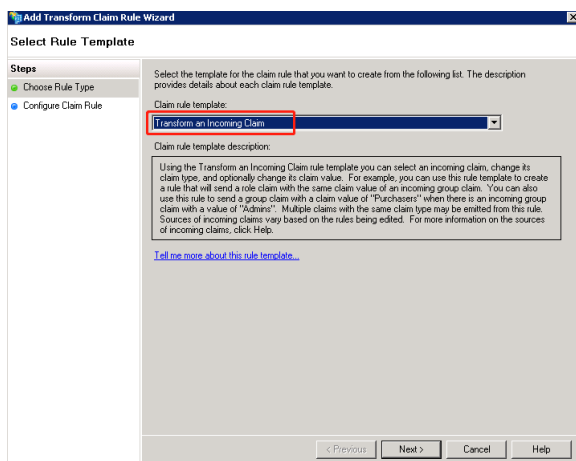 Add Transform Claim Rule Wizard
Select Rule Template
Steps
Choose Rule Type
Configure Claim Rule
Select the template for the claim rule that you want to create from the following list. The description
provides details about each claim rule template.
Claim rule template:
Transform an Incoming Claim
Claim rule template description:
Using the Transform an Incoming Claim rule template you can select an incoming claim, change its
claim type, and optionally change its claim value. For example, you can use this rule template to create
a rule that will send a role claim with the same claim value of an incoming group claim. You can also
use this rule to send a group claim with a claim value of "Purchasers" when there is an incoming group
claim with a value of "Admins". Multiple claims with the same claim type may be emitted from this rule.
Sources of incoming claims vary based on the rules being edited. For more information on the sources
of incoming claims, click Help.
Tell me more about this rule template...
< Previous
Next >
Cancel
Help